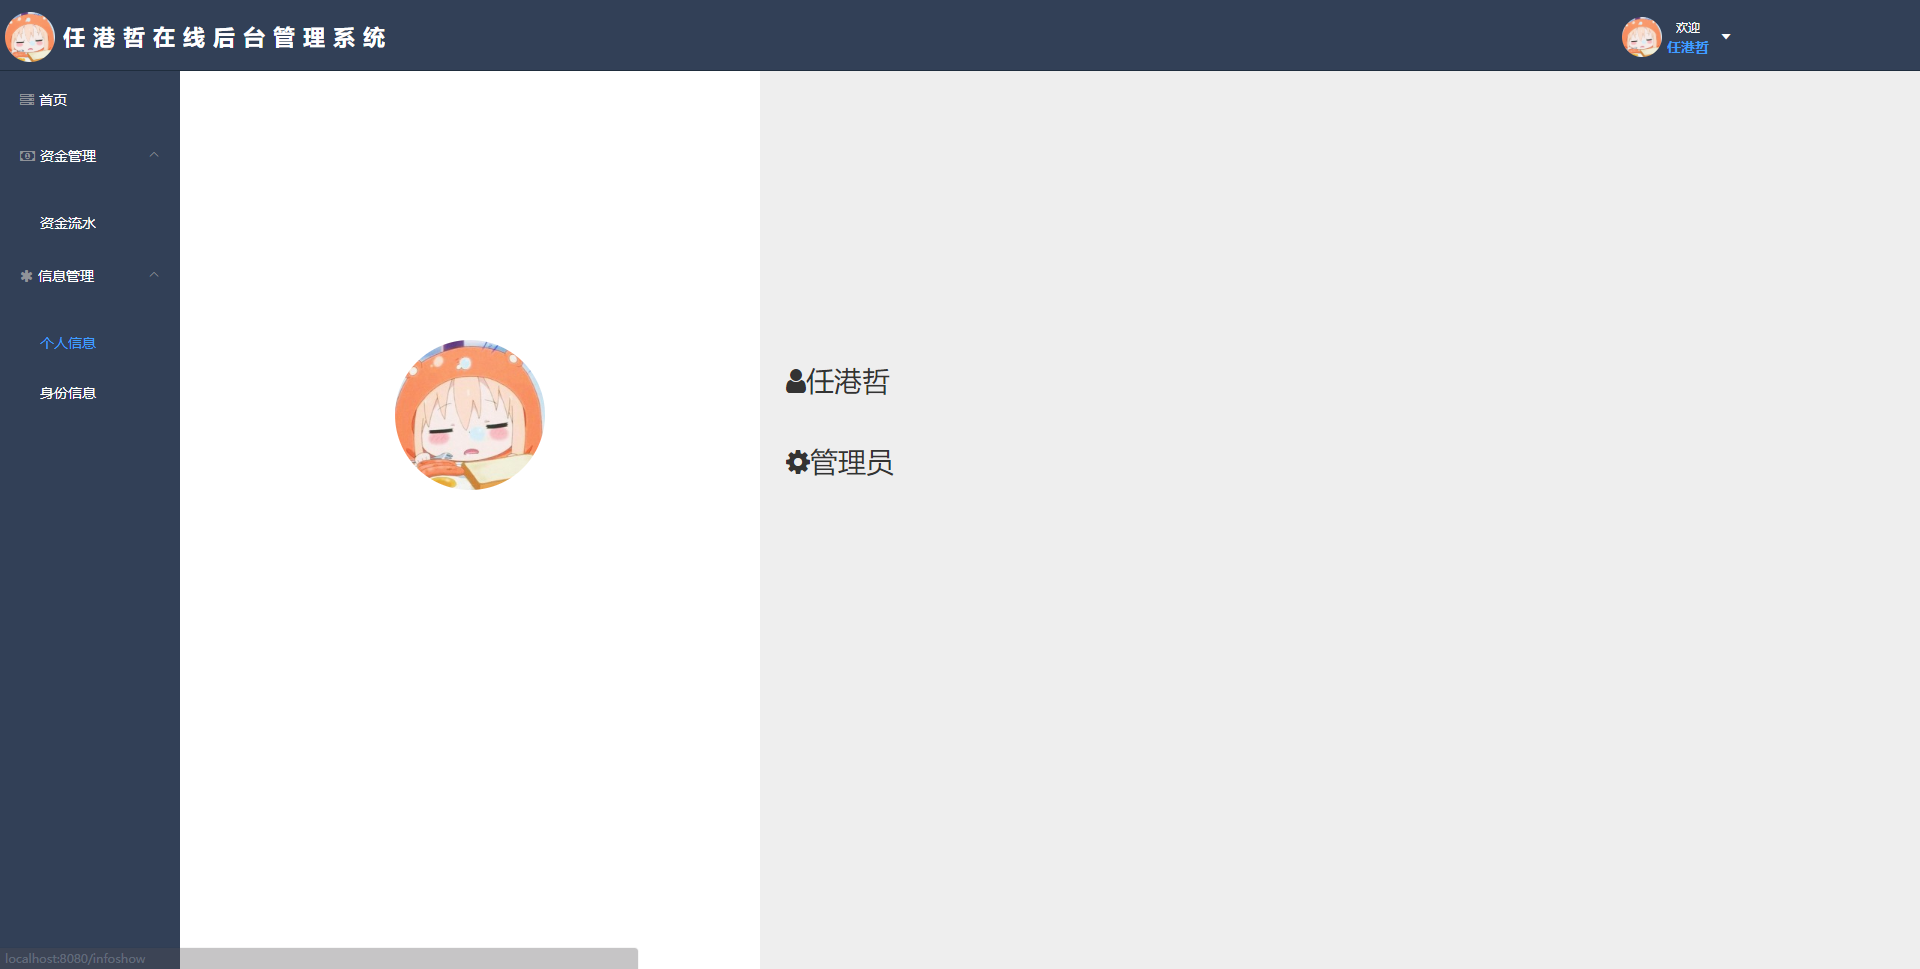 任港哲在线后台管理系统
欢迎
任港哲
首页
资金管理
资金流水
信息管理
个人信息
身份信息
任港哲
管理员
localhost:8080/infoshow